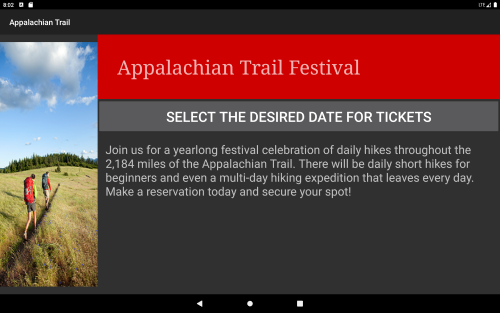 8:02
LTE
Appalachian Trail
Appalachian Trail Festival
SELECT THE DESIRED DATE FOR TICKETS
Join us for a yearlong festival celebration of daily hikes throughout the
2,184 miles of the Appalachian Trail. There will be daily short hikes for
beginners and even a multi-day hiking expedition that leaves every day.
Make a reservation today and secure your spot!